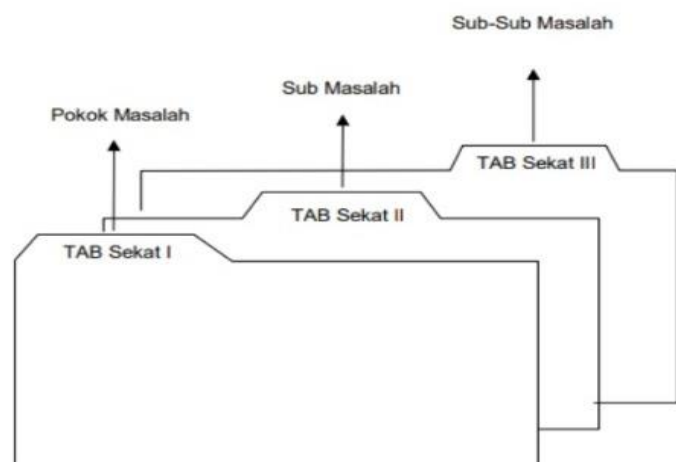 Sub-Sub Masalah
Sub Masalah
Pokok Masalah
TAB Sekat III
TAB Sekat II
TAB Sekat I